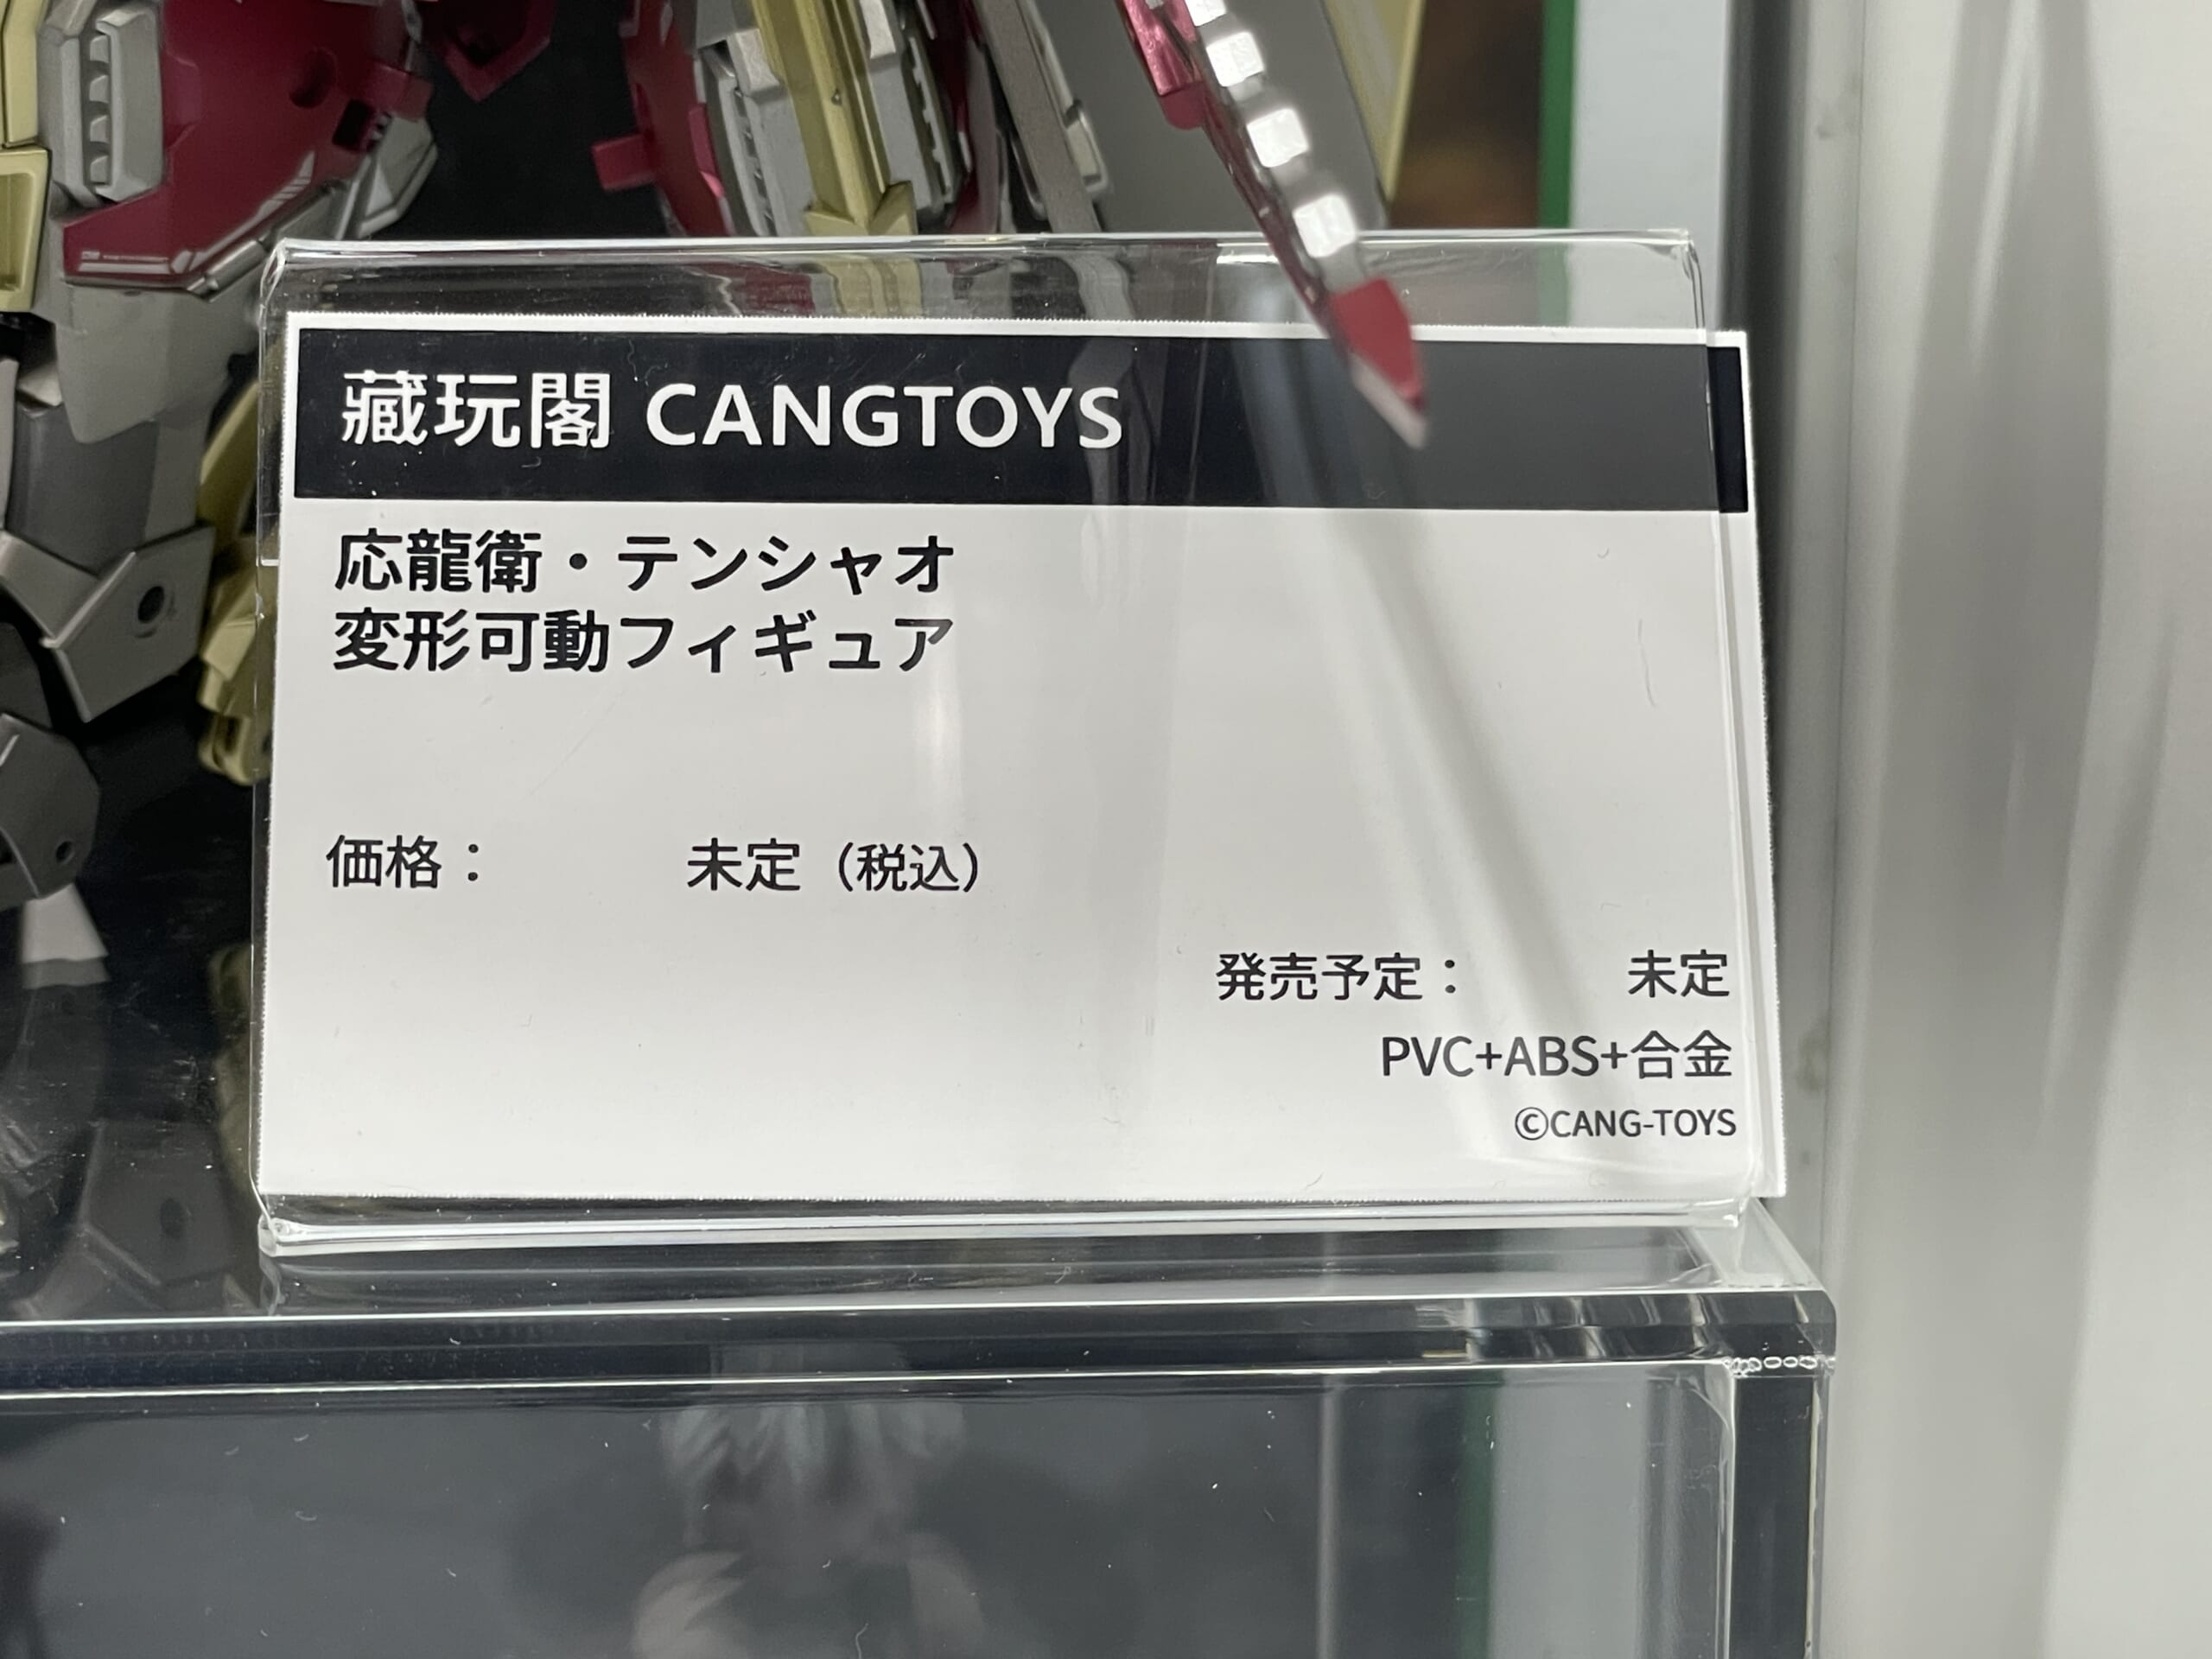 藏玩閣 CANGTOYS
応龍衛・テンシャオ
変形可動フィギュア
価格： 未定（税込）
発売予定： 未定
PVC+ABS+合金
©CANG-TOYS